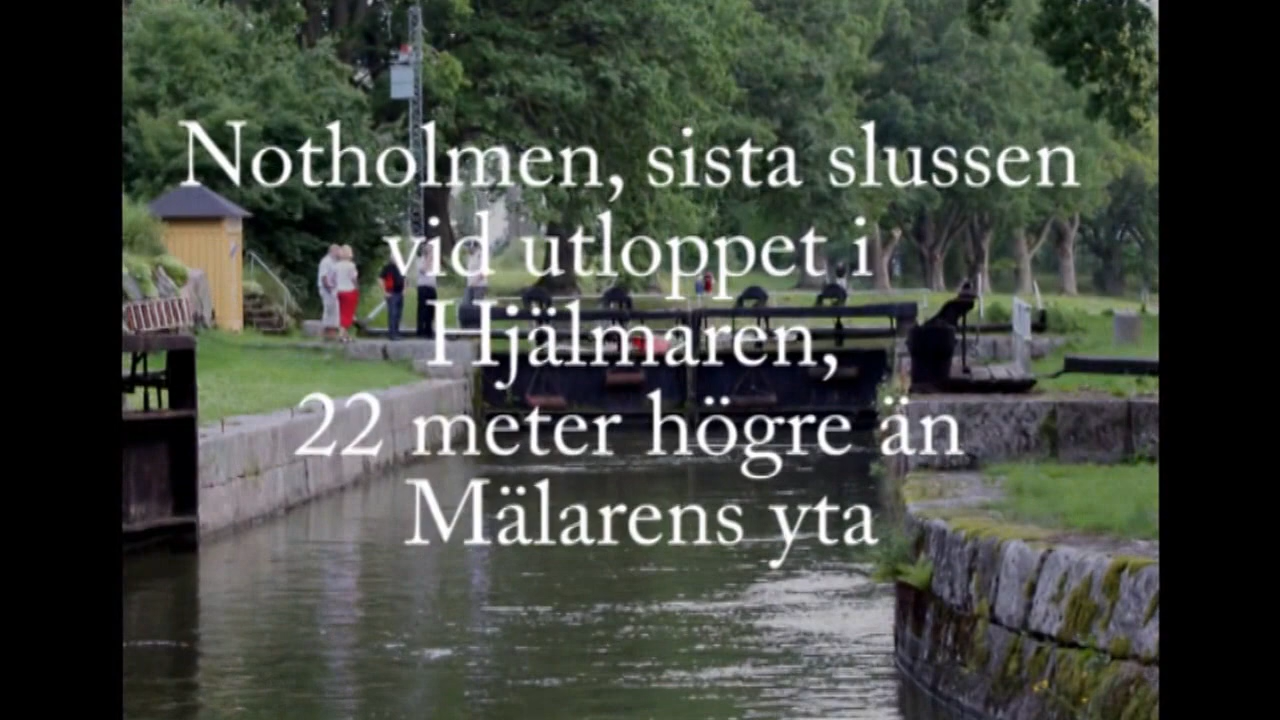 Notholmen, sista slussen
vid utloppet i
Hjälmaren,
22 meter högre än
Mälarens yta